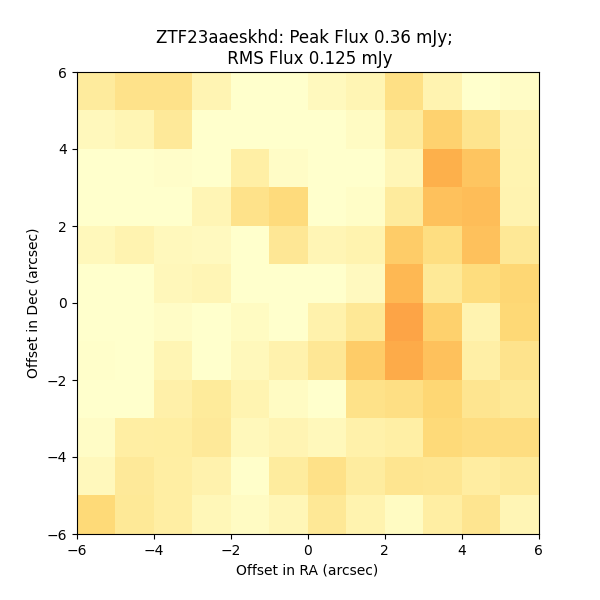 ZTF23aaeskhd: Peak Flux 0.36 mJy;
RMS Flux 0.125 mJy
6
4
2
0
−2
−4
−6
Offset in Dec (arcsec)
−6 −4 −2 0 2 4 6
Offset in RA (arcsec)